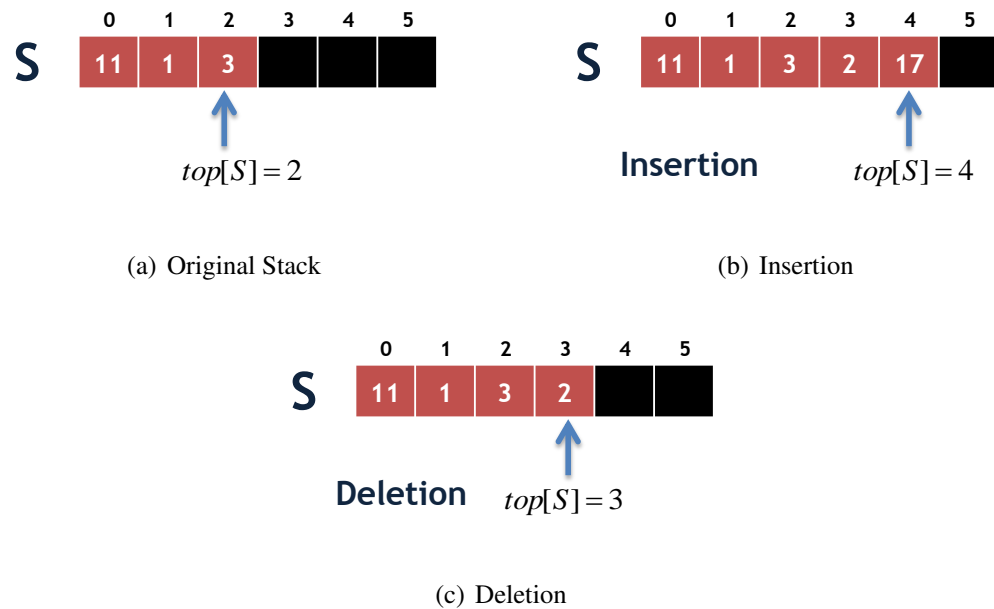 0 1 2 3 4 5
S 11 1 3
top[S] = 2
(a) Original Stack
0 1 2 3 4 5
S 11 1 3 2 17
Insertion top[S] = 4
(b) Insertion
0 1 2 3 4 5
S 11 1 3 2
Deletion top[S] = 3
(c) Deletion